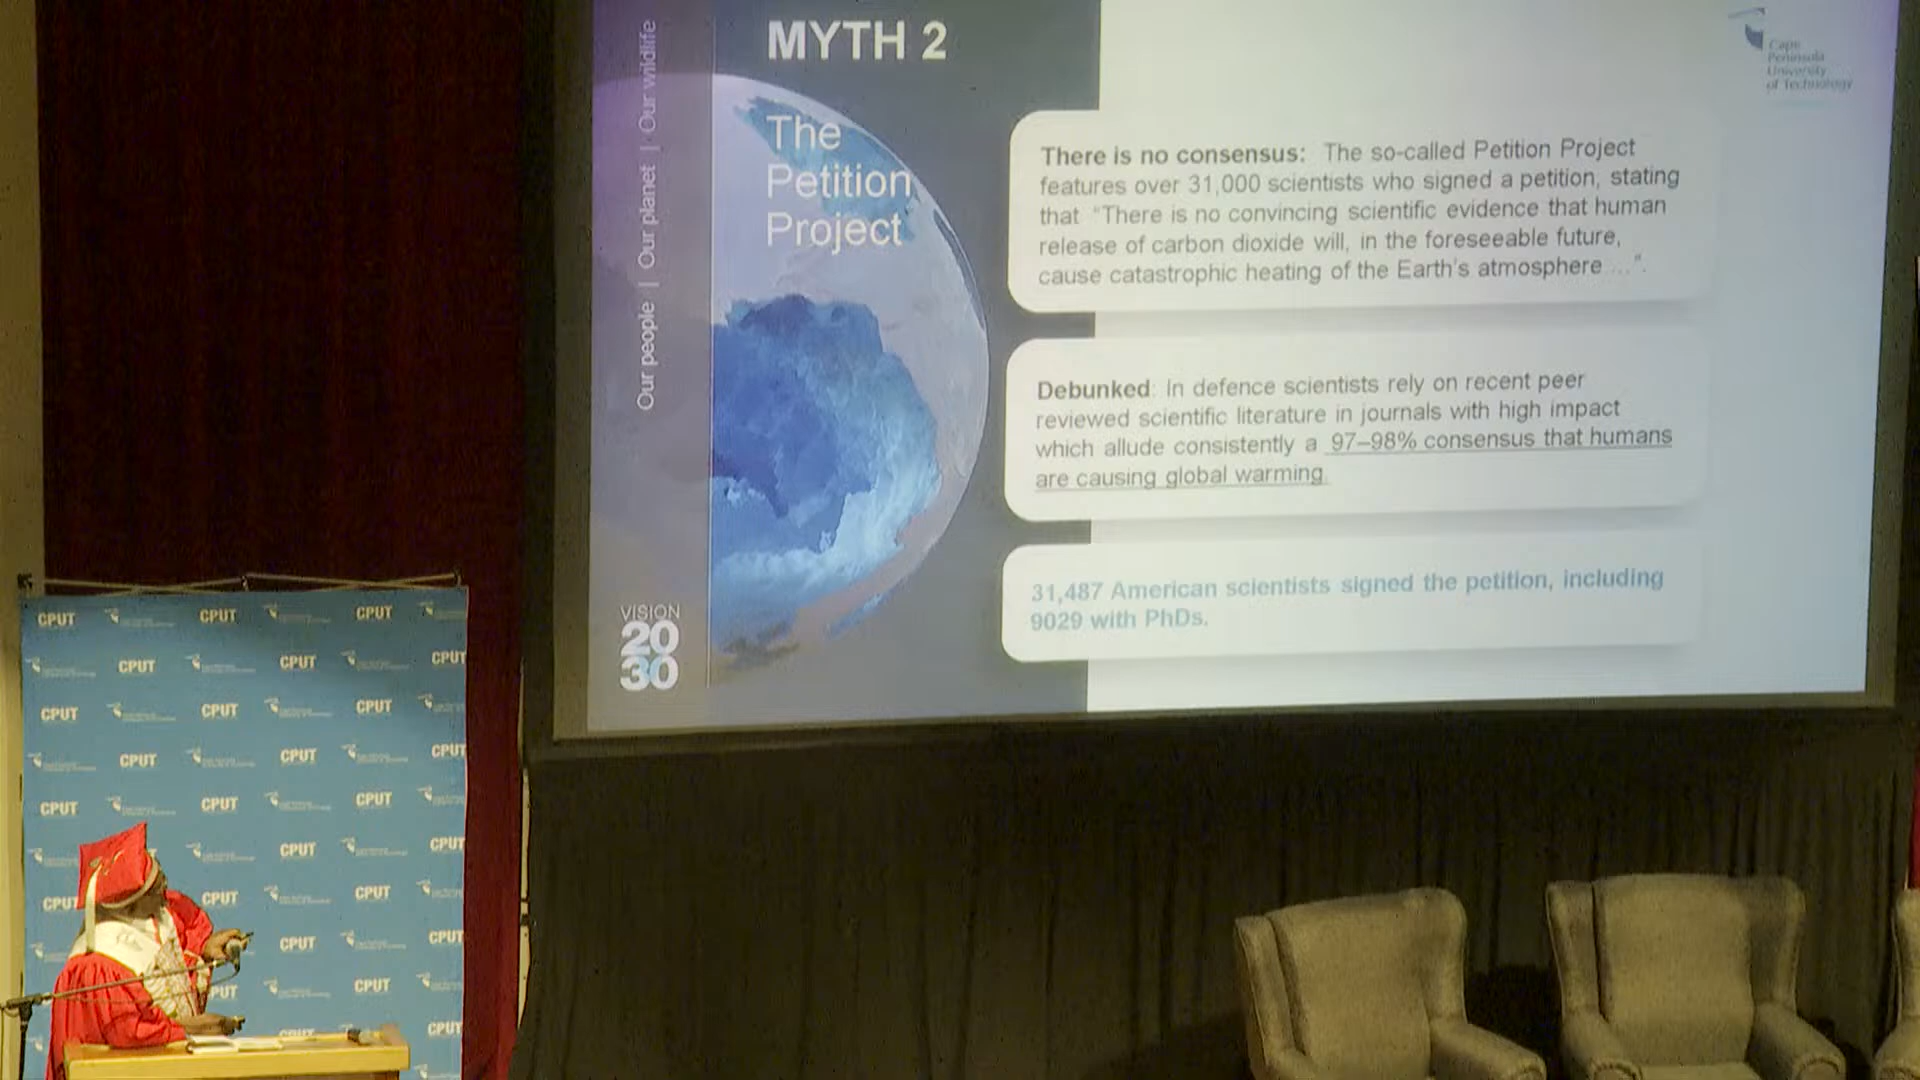 MYTH 2
The
Petition
Project
Our people | Our planet | Our wildlife
VISION
20
30
Cape
Peninsula
University
of Technology
There is no consensus: The so-called Petition Project
features over 31,000 scientists who signed a petition, stating
that "There is no convincing scientific evidence that human
release of carbon dioxide will, in the foreseeable future,
cause catastrophic heating of the Earth's atmosphere....".
Debunked: In defence scientists rely on recent peer
reviewed scientific literature in journals with high impact
which allude consistently a 97–98% consensus that humans
are causing global warming.
31,487 American scientists signed the petition, including
9029 with PhDs.
CPUT CPUT CPUT
CPUT CPUT CPUT
CPUT CPUT CPUT
CPUT CPUT CPUT
CPUT CPUT CPUT
CPUT CPUT
CPUT CPUT CPUT
CPUT CPUT
PUT CPUT
CPUT CPUT